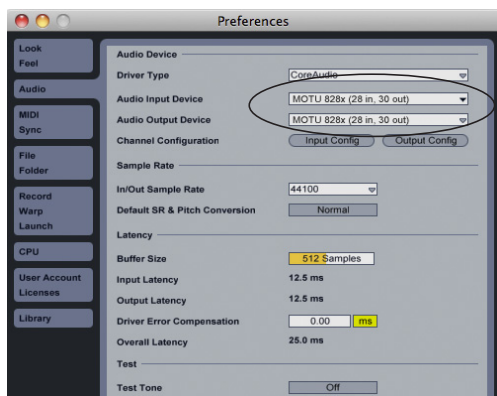 Preferences
Look
Feel
Audio
MIDI
Sync
File
Folder
Record
Warp
Launch
CPU
User Account
Licenses
Library
Audio Device
Driver Type CoreAudio
Audio Input Device MOTU 828x (28 in, 30 out)
Audio Output Device MOTU 828x (28 in, 30 out)
Channel Configuration Input Config Output Config
Sample Rate
In/Out Sample Rate 44100
Default SR & Pitch Conversion Normal
Latency
Buffer Size 512 Samples
Input Latency 12.5 ms
Output Latency 12.5 ms
Driver Error Compensation 0.00 ms
Overall Latency 25.0 ms
Test
Test Tone Off